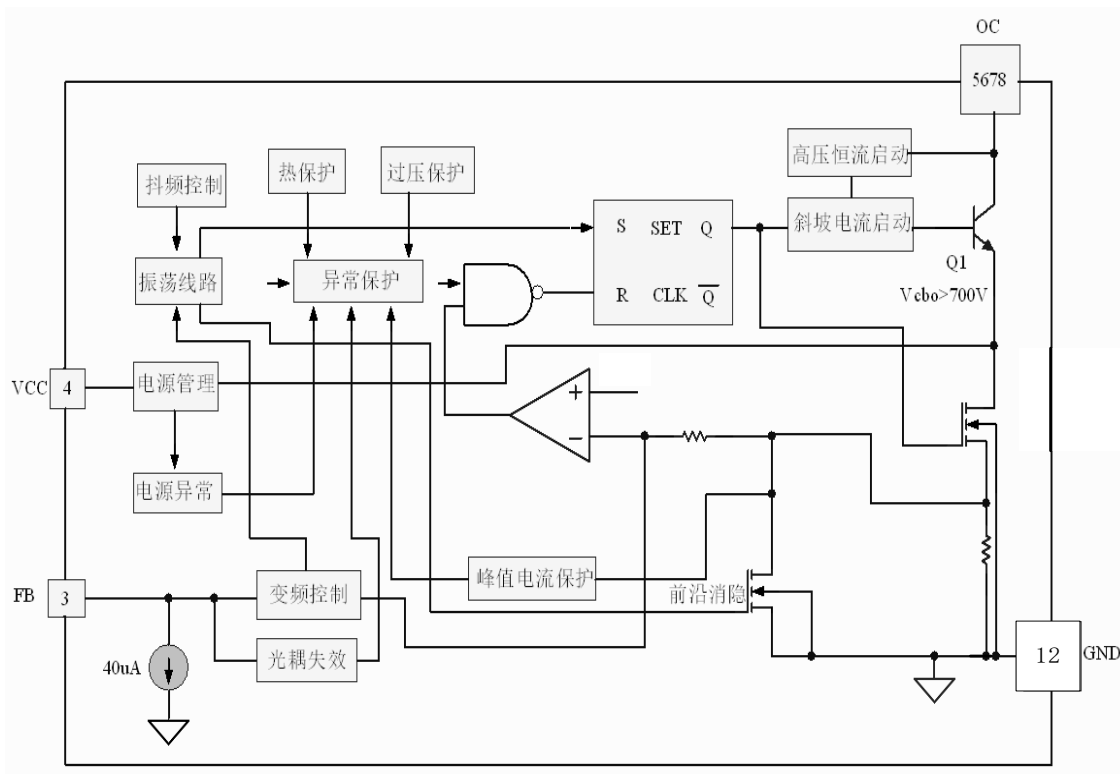 OC
5678
高压恒流启动
热保护
过压保护
抖频控制
S SET Q
斜坡电流启动
振荡线路
异常保护
Q1
R CLK Q
Vcbo>700V
VCC
4
电源管理
+
−
电源异常
峰值电流保护
前沿消隐
FB
3
变频控制
光耦失效
40uA
12
GND